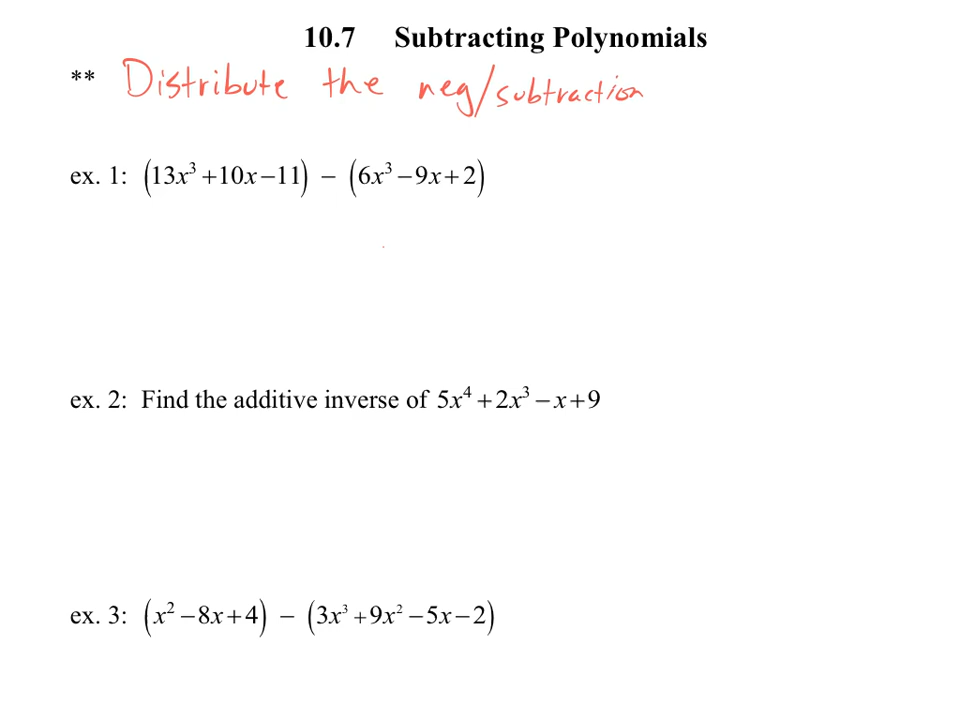 10.7 Subtracting Polynomials
** Distribute the neg/subtraction
ex. 1: (13x³+10x−11) − (6x³−9x+2)
ex. 2: Find the additive inverse of 5x⁴+2x³−x+9
ex. 3: (x²−8x+4) − (3x³+9x²−5x−2)